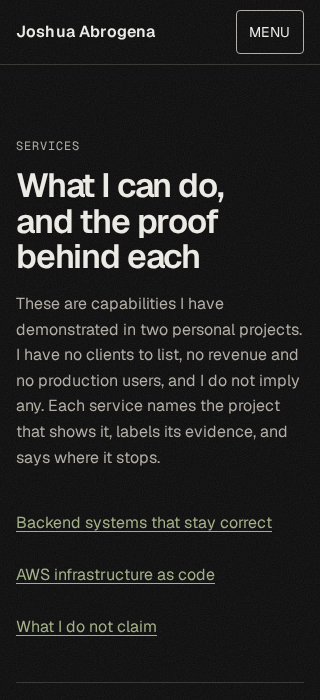 Joshua Abrogena
MENU
SERVICES
What I can do,
and the proof
behind each
These are capabilities I have
demonstrated in two personal projects.
I have no clients to list, no revenue and
no production users, and I do not imply
any. Each service names the project
that shows it, labels its evidence, and
says where it stops.
Backend systems that stay correct
AWS infrastructure as code
What I do not claim